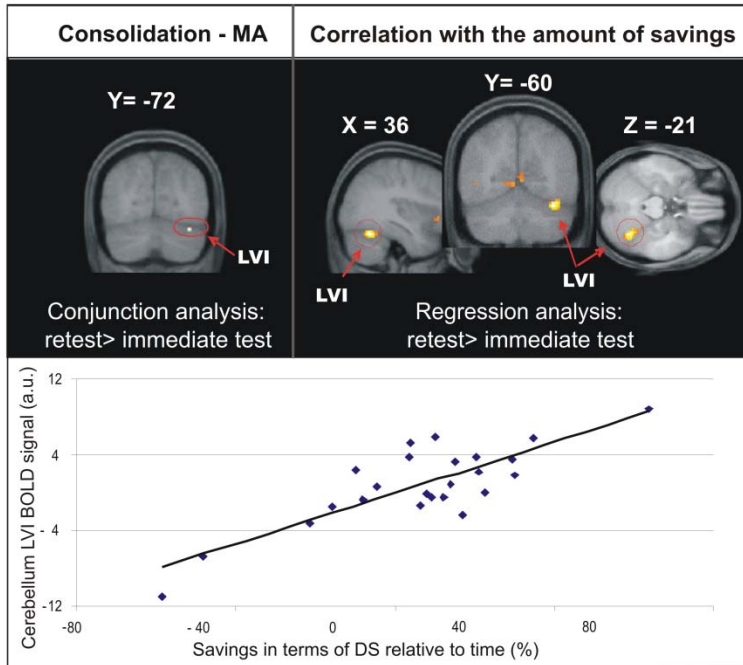 Consolidation - MA
Correlation with the amount of savings
Y= -72
LVI
Conjunction analysis:
retest> immediate test
X = 36
Y= -60
Z = -21
LVI
LVI
Regression analysis:
retest> immediate test
Cerebellum LVI BOLD signal (a.u.)
12
4
- 4
-12
-80
- 40
0
40
80
Savings in terms of DS relative to time (%)